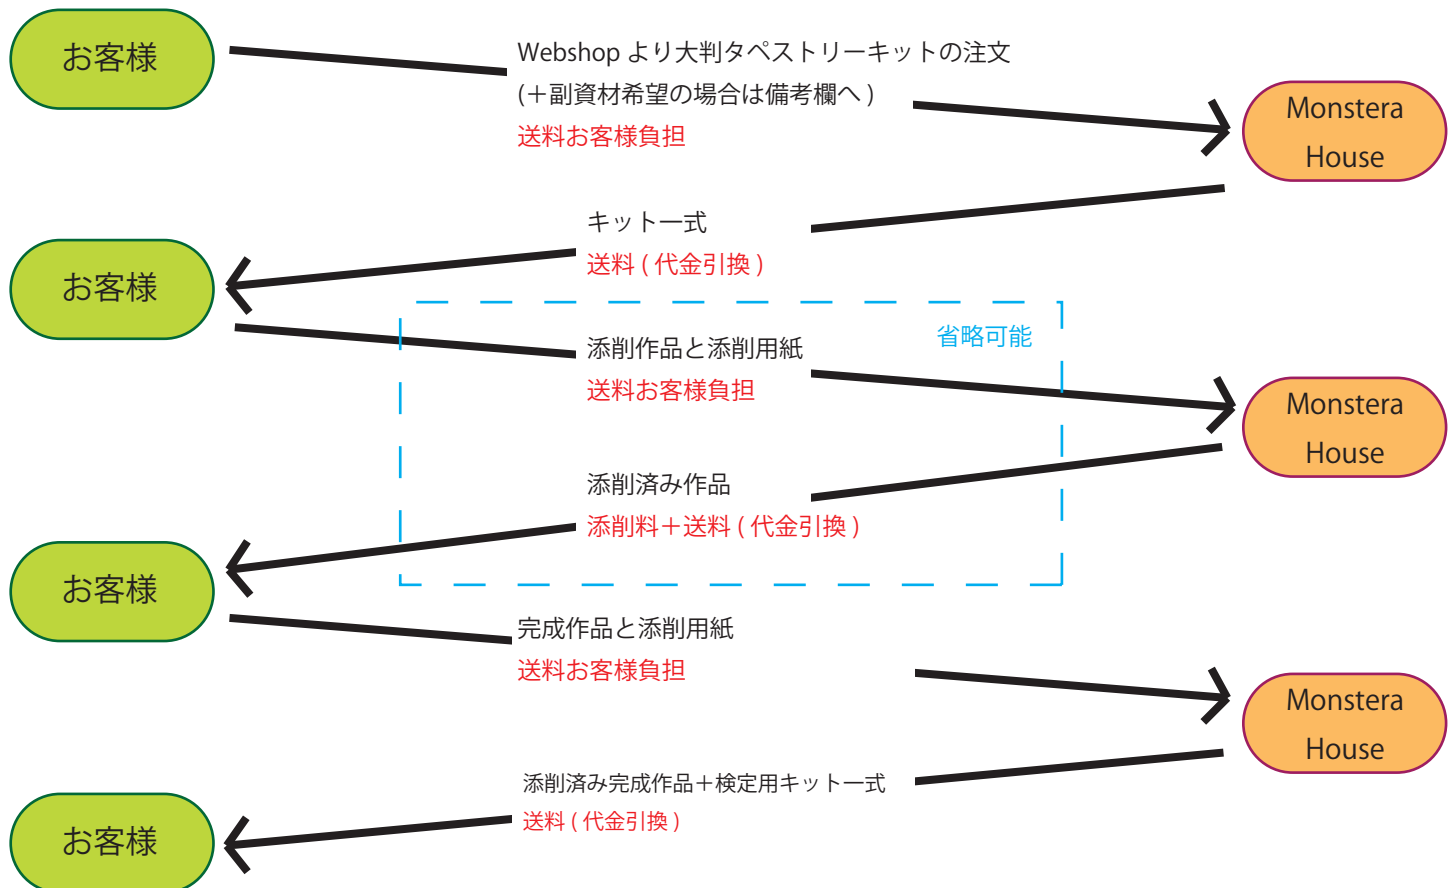 お客様
Webshop より大判タペストリーキットの注文
(＋副資材希望の場合は備考欄へ )
送料お客様負担
Monstera
House
キット一式
送料 ( 代金引換 )
お客様
省略可能
添削作品と添削用紙
送料お客様負担
Monstera
House
添削済み作品
添削料＋送料 ( 代金引換 )
お客様
完成作品と添削用紙
送料お客様負担
Monstera
House
添削済み完成作品＋検定用キット一式
送料 ( 代金引換 )
お客様